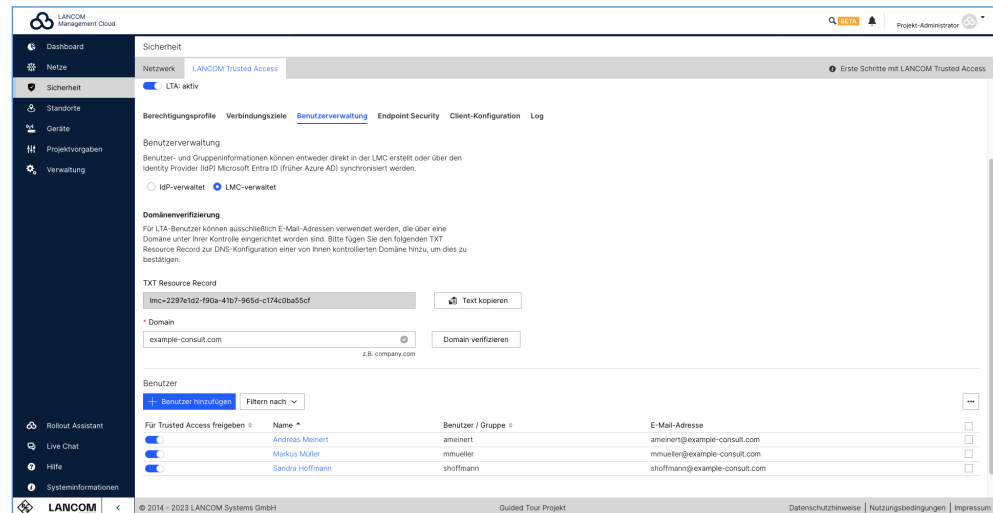 LANCOM
Management Cloud
BETA
Projekt-Administrator
Dashboard
Netze
Sicherheit
Standorte
Geräte
Projektvorgaben
Verwaltung
Rollout Assistant
Live Chat
Hilfe
Systeminformationen
LANCOM <
Sicherheit
Netzwerk LANCOM Trusted Access Erste Schritte mit LANCOM Trusted Access
LTA: aktiv
Berechtigungsprofile Verbindungsziele Benutzerverwaltung Endpoint Security Client-Konfiguration Log
Benutzerverwaltung
Benutzer- und Gruppeninformationen können entweder direkt in der LMC erstellt oder über den
Identity Provider (IdP) Microsoft Entra ID (früher Azure AD) synchronisiert werden.
IdP-verwaltet LMC-verwaltet
Domänenverifizierung
Für LTA-Benutzer können ausschließlich E-Mail-Adressen verwendet werden, die über eine
Domäne unter Ihrer Kontrolle eingerichtet worden sind. Bitte fügen Sie den folgenden TXT
Resource Record zur DNS-Konfiguration einer von Ihnen kontrollierten Domäne hinzu, um dies zu
bestätigen.
TXT Resource Record
lmc=2297e1d2-f90a-41b7-965d-c174c0ba55cf Text kopieren
* Domain
example-consult.com Domain verifizieren
z.B. company.com
Benutzer
+ Benutzer hinzufügen Filtern nach ...
Für Trusted Access freigeben Name Benutzer / Gruppe E-Mail-Adresse
Andreas Meinert ameinert ameinert@example-consult.com
Markus Müller mmueller mmueller@example-consult.com
Sandra Hoffmann shoffmann shoffmann@example-consult.com
© 2014 - 2023 LANCOM Systems GmbH Guided Tour Projekt Datenschutzhinweise | Nutzungsbedingungen | Impressum